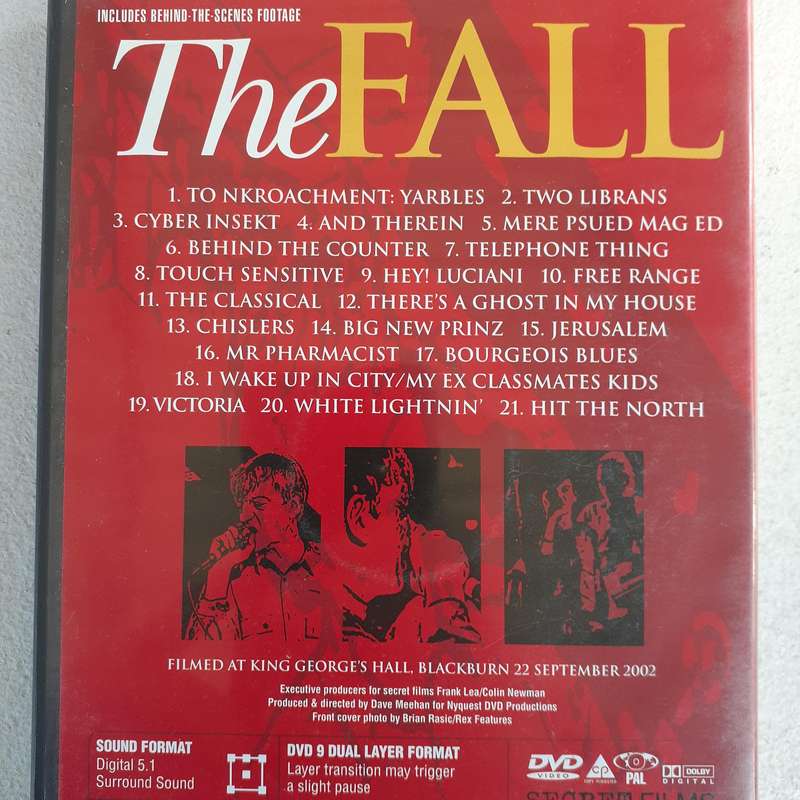 INCLUDES BEHIND-THE-SCENES FOOTAGE
The FALL
1. TO NKROACHMENT: YARBLES 2. TWO LIBRANS
3. CYBER INSEKT 4. AND THEREIN 5. MERE PSUED MAG ED
6. BEHIND THE COUNTER 7. TELEPHONE THING
8. TOUCH SENSITIVE 9. HEY! LUCIANI 10. FREE RANGE
11. THE CLASSICAL 12. THERE'S A GHOST IN MY HOUSE
13. CHISLERS 14. BIG NEW PRINZ 15. JERUSALEM
16. MR PHARMACIST 17. BOURGEOIS BLUES
18. I WAKE UP IN CITY/MY EX CLASSMATES KIDS
19. VICTORIA 20. WHITE LIGHTNIN' 21. HIT THE NORTH
FILMED AT KING GEORGE'S HALL, BLACKBURN 22 SEPTEMBER 2002
Executive producers for secret films Frank Lea/Colin Newman
Produced & directed by Dave Meehan for Nyquest DVD Productions
Front cover photo by Brian Rasic/Rex Features
SOUND FORMAT
Digital 5.1
Surround Sound
DVD 9 DUAL LAYER FORMAT
Layer transition may trigger
a slight pause
DVD
VIDEO
PAL
DOLBY
DIGITAL
SECRET FILMS